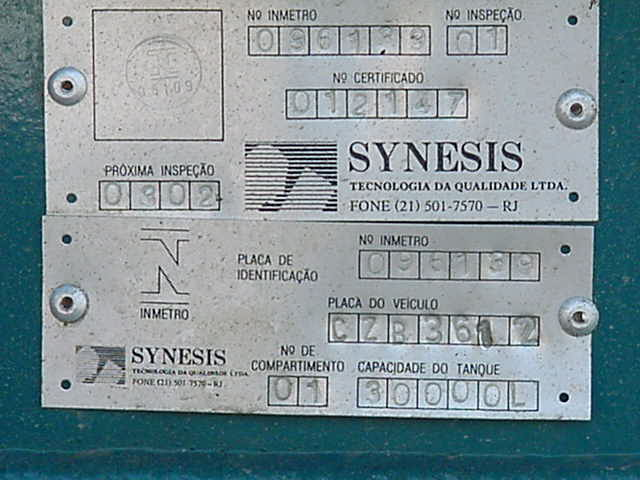 Nº INMETRO Nº INSPEÇÃO
096139 01
Nº CERTIFICADO
012147
PRÓXIMA INSPEÇÃO
0302
SYNESIS
TECNOLOGIA DA QUALIDADE LTDA.
FONE (21) 501-7570 – RJ
INMETRO
PLACA DE
IDENTIFICAÇÃO
Nº INMETRO
096139
PLACA DO VEÍCULO
CZB3612
SYNESIS
TECNOLOGIA DA QUALIDADE LTDA.
FONE (21) 501-7570 – RJ
Nº DE
COMPARTIMENTO
01
CAPACIDADE DO TANQUE
30000L